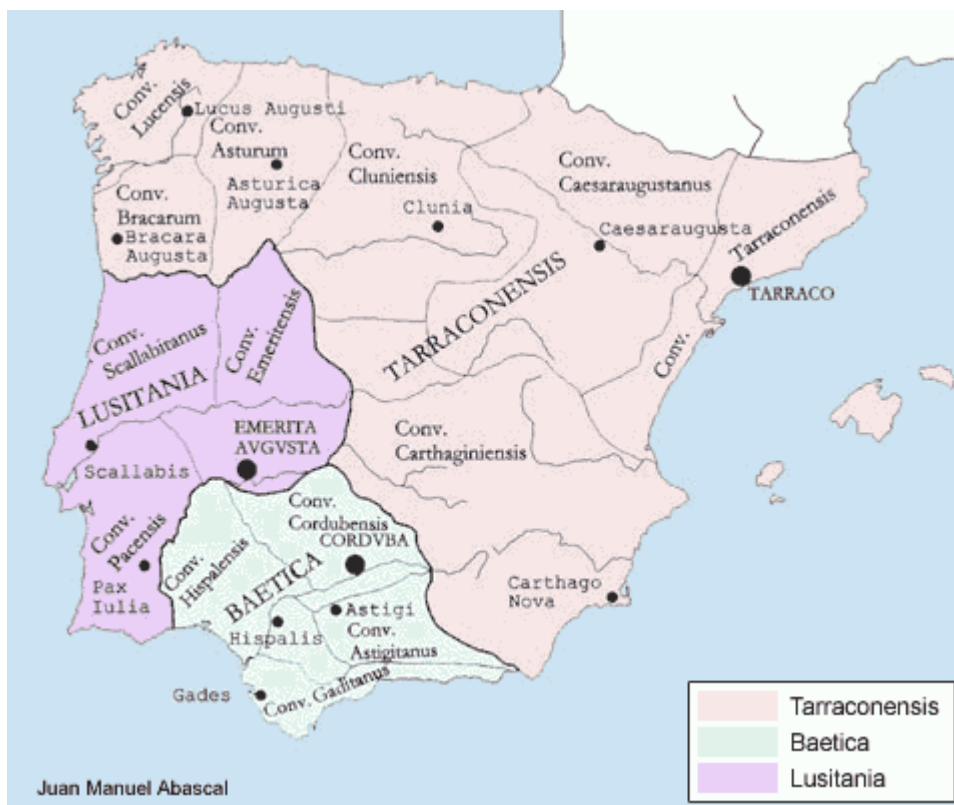 Conv.
Lucensis
Lucus Augusti
Conv.
Asturum
Asturica
Augusta
Conv.
Bracarum
Bracara
Augusta
Conv.
Cluniensis
Clunia
Conv.
Caesaraugustanus
Caesaraugusta
Tarraconensis
TARRACO
Conv.
TARRACONENSIS
Conv.
Scallabitanus
Conv.
Emeritensis
LUSITANIA
EMERITA
AVGVSTA
Scallabis
Conv.
Carthaginiensis
Conv.
Pacensis
Pax
Iulia
Conv.
Hispalensis
Conv.
Cordubensis
CORDVBA
BAETICA
Astigi
Hispalis
Conv.
Astigitanus
Gades
Conv. Gaditanus
Carthago
Nova
Tarraconensis
Baetica
Lusitania
Juan Manuel Abascal